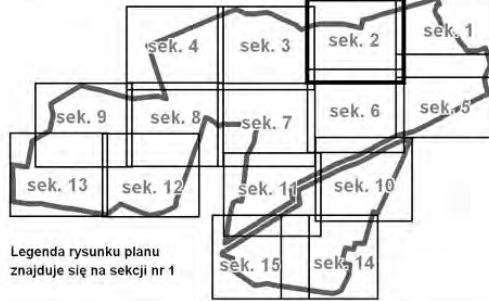 sek. 1
sek. 2
sek. 3
sek. 4
sek. 5
sek. 6
sek. 7
sek. 8
sek. 9
sek. 10
sek. 11
sek. 12
sek. 13
sek. 14
sek. 15
Legenda rysunku planu
znajduje się na sekcji nr 1